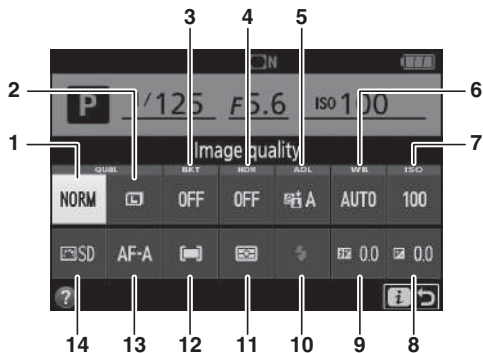 3 4 5
N
2 6
P 1/125 F5.6 ISO 100
7
1 Image quality
QUAL BKT HDR ADL WB ISO
NORM L OFF OFF A AUTO 100
SD AF-A 0.0 0.0
? i
14 13 12 11 10 9 8